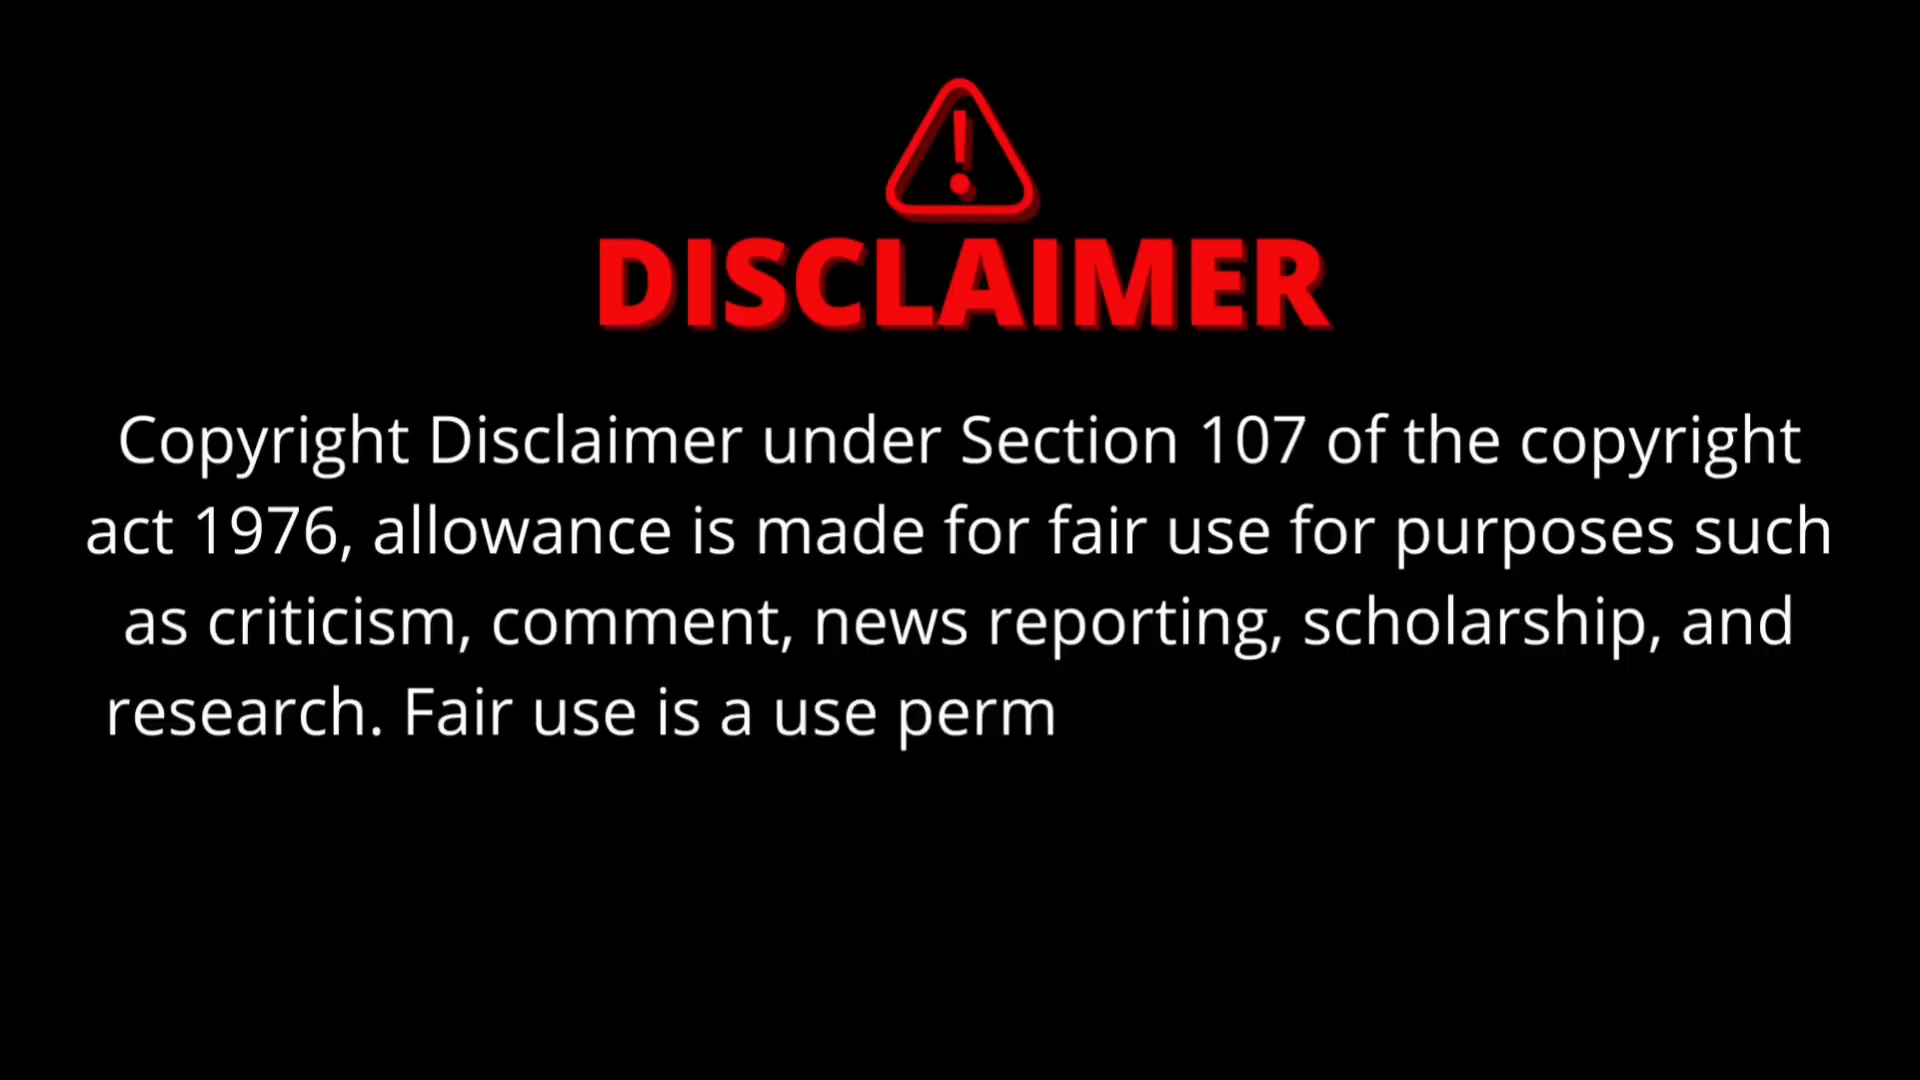 DISCLAIMER
Copyright Disclaimer under Section 107 of the copyright
act 1976, allowance is made for fair use for purposes such
as criticism, comment, news reporting, scholarship, and
research. Fair use is a use perm